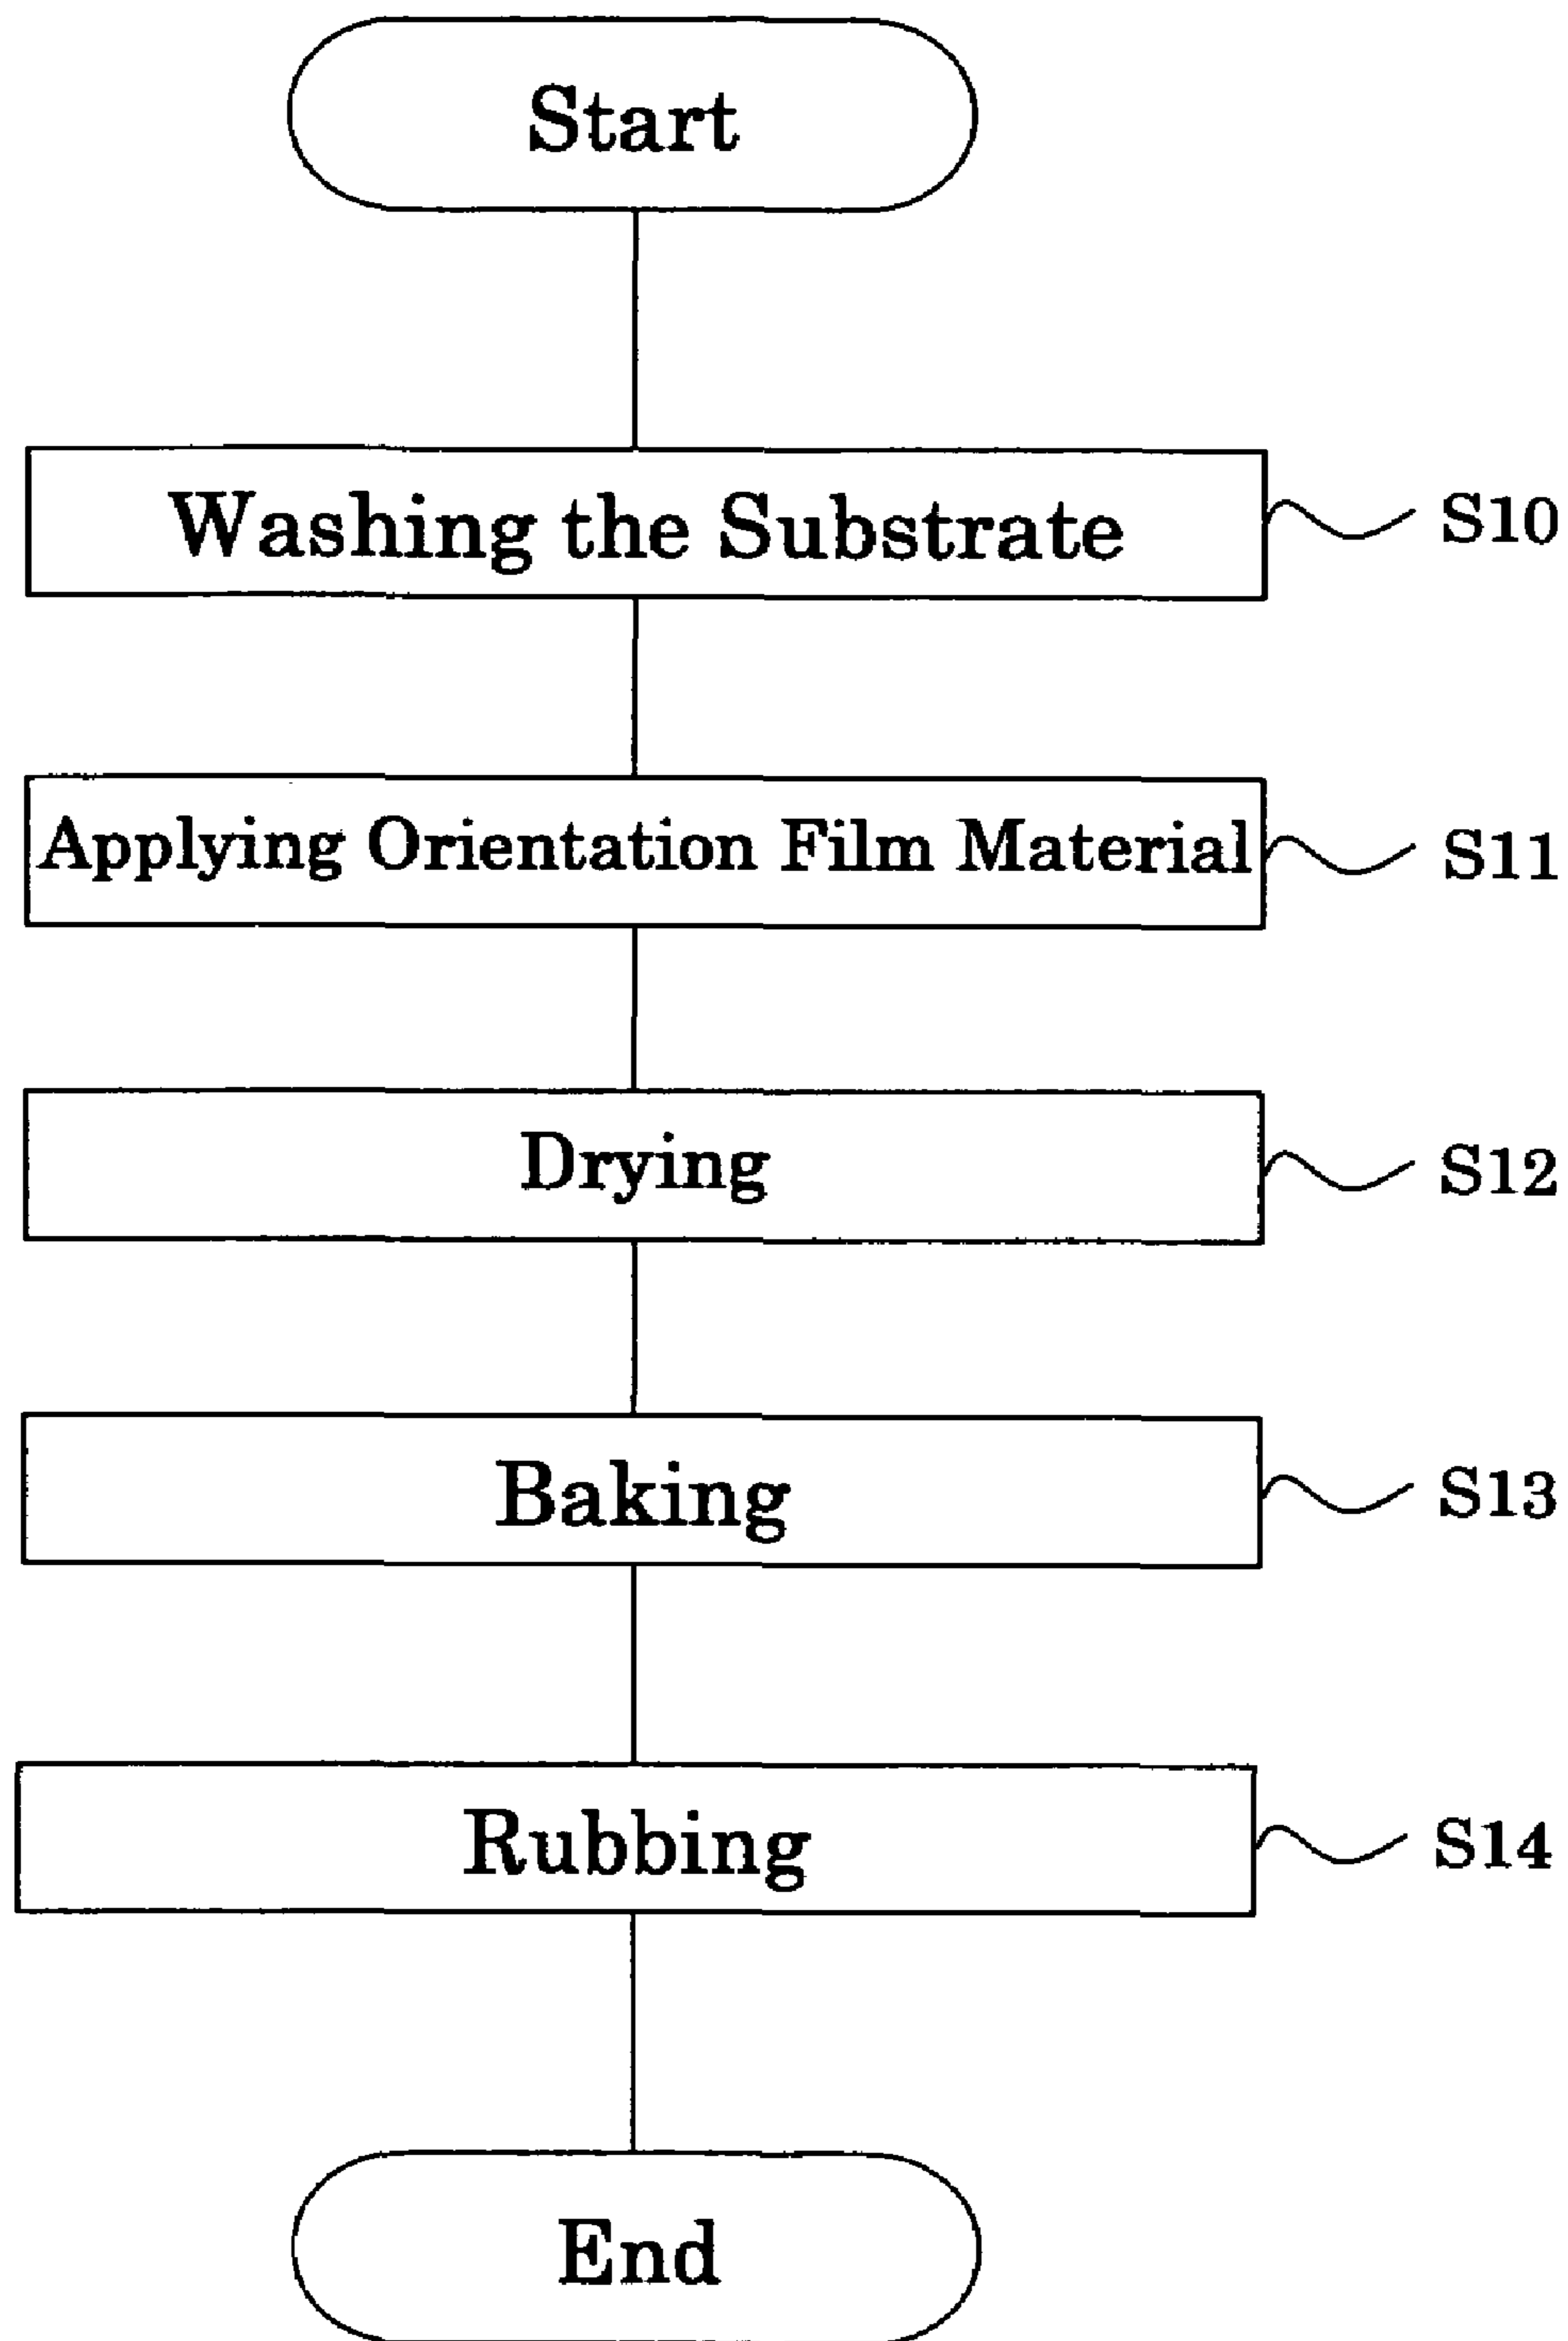 Start
Washing the Substrate S10
Applying Orientation Film Material S11
Drying S12
Baking S13
Rubbing S14
End